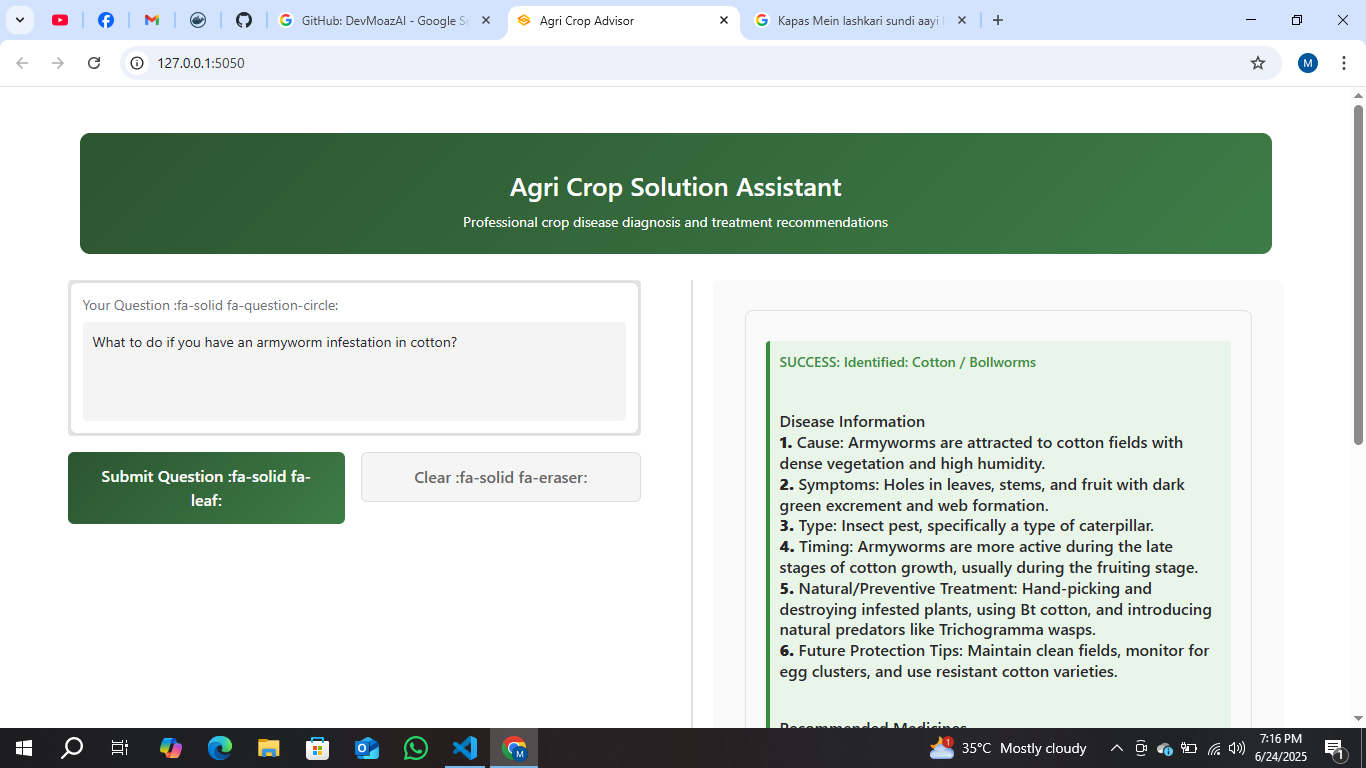 GitHub: DevMoazAI - Google Se
Agri Crop Advisor
Kapas Mein lashkari sundi aayi
127.0.0.1:5050
M
Agri Crop Solution Assistant
Professional crop disease diagnosis and treatment recommendations
Your Question :fa-solid fa-question-circle:
What to do if you have an armyworm infestation in cotton?
Submit Question :fa-solid fa-
leaf:
Clear :fa-solid fa-eraser:
SUCCESS: Identified: Cotton / Bollworms
Disease Information
1. Cause: Armyworms are attracted to cotton fields with
dense vegetation and high humidity.
2. Symptoms: Holes in leaves, stems, and fruit with dark
green excrement and web formation.
3. Type: Insect pest, specifically a type of caterpillar.
4. Timing: Armyworms are more active during the late
stages of cotton growth, usually during the fruiting stage.
5. Natural/Preventive Treatment: Hand-picking and
destroying infested plants, using Bt cotton, and introducing
natural predators like Trichogramma wasps.
6. Future Protection Tips: Maintain clean fields, monitor for
egg clusters, and use resistant cotton varieties.
Recommended Medicines
1
35°C Mostly cloudy
7:16 PM
6/24/2025
1